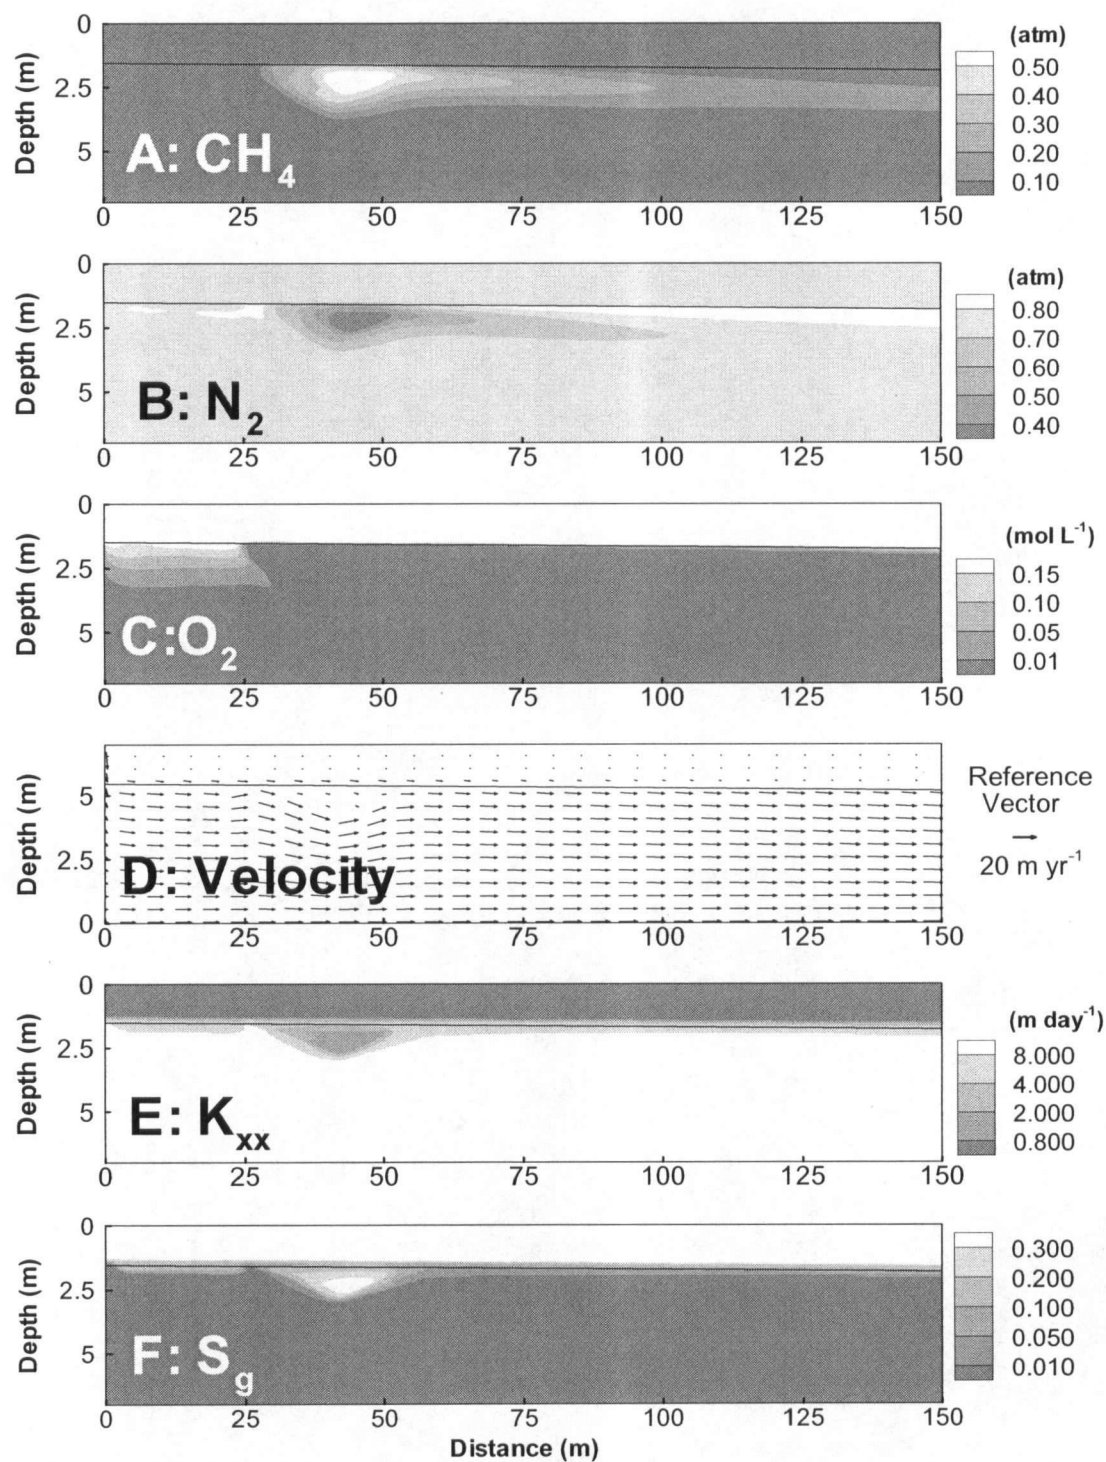 0
2.5
5
Depth (m)
A: CH4
0 25 50 75 100 125 150
(atm)
0.50
0.40
0.30
0.20
0.10
0
2.5
5
Depth (m)
B: N2
0 25 50 75 100 125 150
(atm)
0.80
0.70
0.60
0.50
0.40
0
2.5
5
Depth (m)
C:O2
0 25 50 75 100 125 150
(mol L-1)
0.15
0.10
0.05
0.01
5
2.5
0
Depth (m)
D: Velocity
0 25 50 75 100 125 150
Reference
Vector
20 m yr-1
0
2.5
5
Depth (m)
E: Kxx
0 25 50 75 100 125 150
(m day-1)
8.000
4.000
2.000
0.800
0
2.5
5
Depth (m)
F: Sg
0 25 50 75 100 125 150
0.300
0.200
0.100
0.050
0.010
Distance (m)